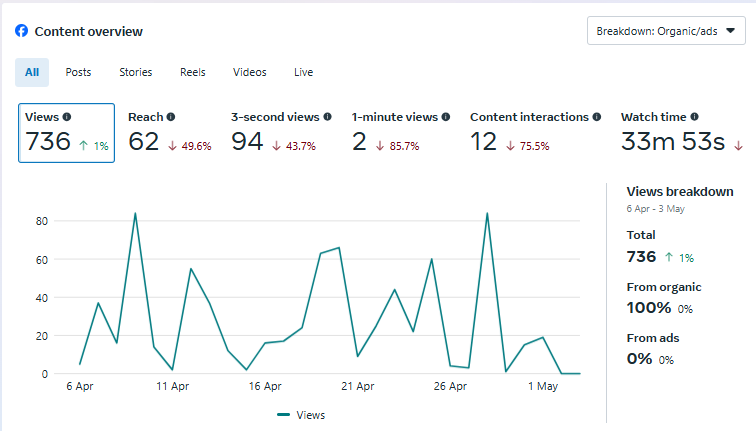 Content overview
Breakdown: Organic/ads
All Posts Stories Reels Videos Live
Views Reach 3-second views 1-minute views Content interactions Watch time
736 ↑ 1% 62 ↓ 49.6% 94 ↓ 43.7% 2 ↓ 85.7% 12 ↓ 75.5% 33m 53s ↓
80
60
40
20
0
6 Apr 11 Apr 16 Apr 21 Apr 26 Apr 1 May
Views
Views breakdown
6 Apr - 3 May
Total
736 ↑ 1%
From organic
100% 0%
From ads
0% 0%